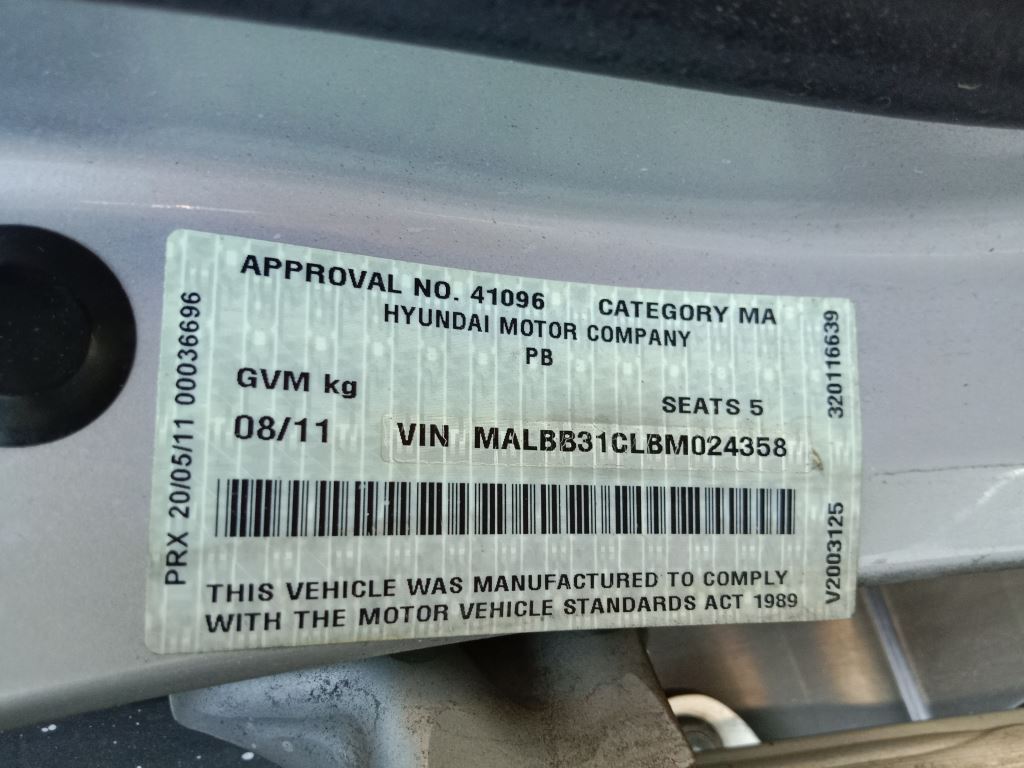 APPROVAL NO. 41096 CATEGORY MA
HYUNDAI MOTOR COMPANY
PB
GVM kg
SEATS 5
08/11 VIN MALBB31CLBM024358
THIS VEHICLE WAS MANUFACTURED TO COMPLY
WITH THE MOTOR VEHICLE STANDARDS ACT 1989
PRX 20/05/11 00036696
320116639
V2003125